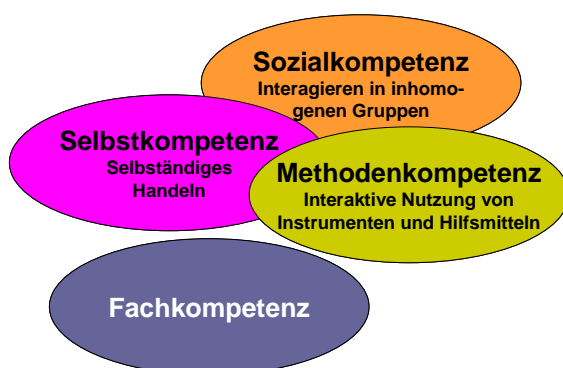 Sozialkompetenz
Interagieren in inhomo-
genen Gruppen
Selbstkompetenz
Selbständiges
Handeln
Methodenkompetenz
Interaktive Nutzung von
Instrumenten und Hilfsmitteln
Fachkompetenz